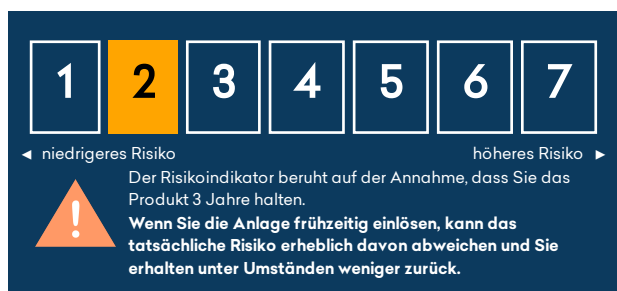 1 2 3 4 5 6 7
◄ niedrigeres Risiko höheres Risiko ►
Der Risikoindikator beruht auf der Annahme, dass Sie das
Produkt 3 Jahre halten.
Wenn Sie die Anlage frühzeitig einlösen, kann das
tatsächliche Risiko erheblich davon abweichen und Sie
erhalten unter Umständen weniger zurück.
!